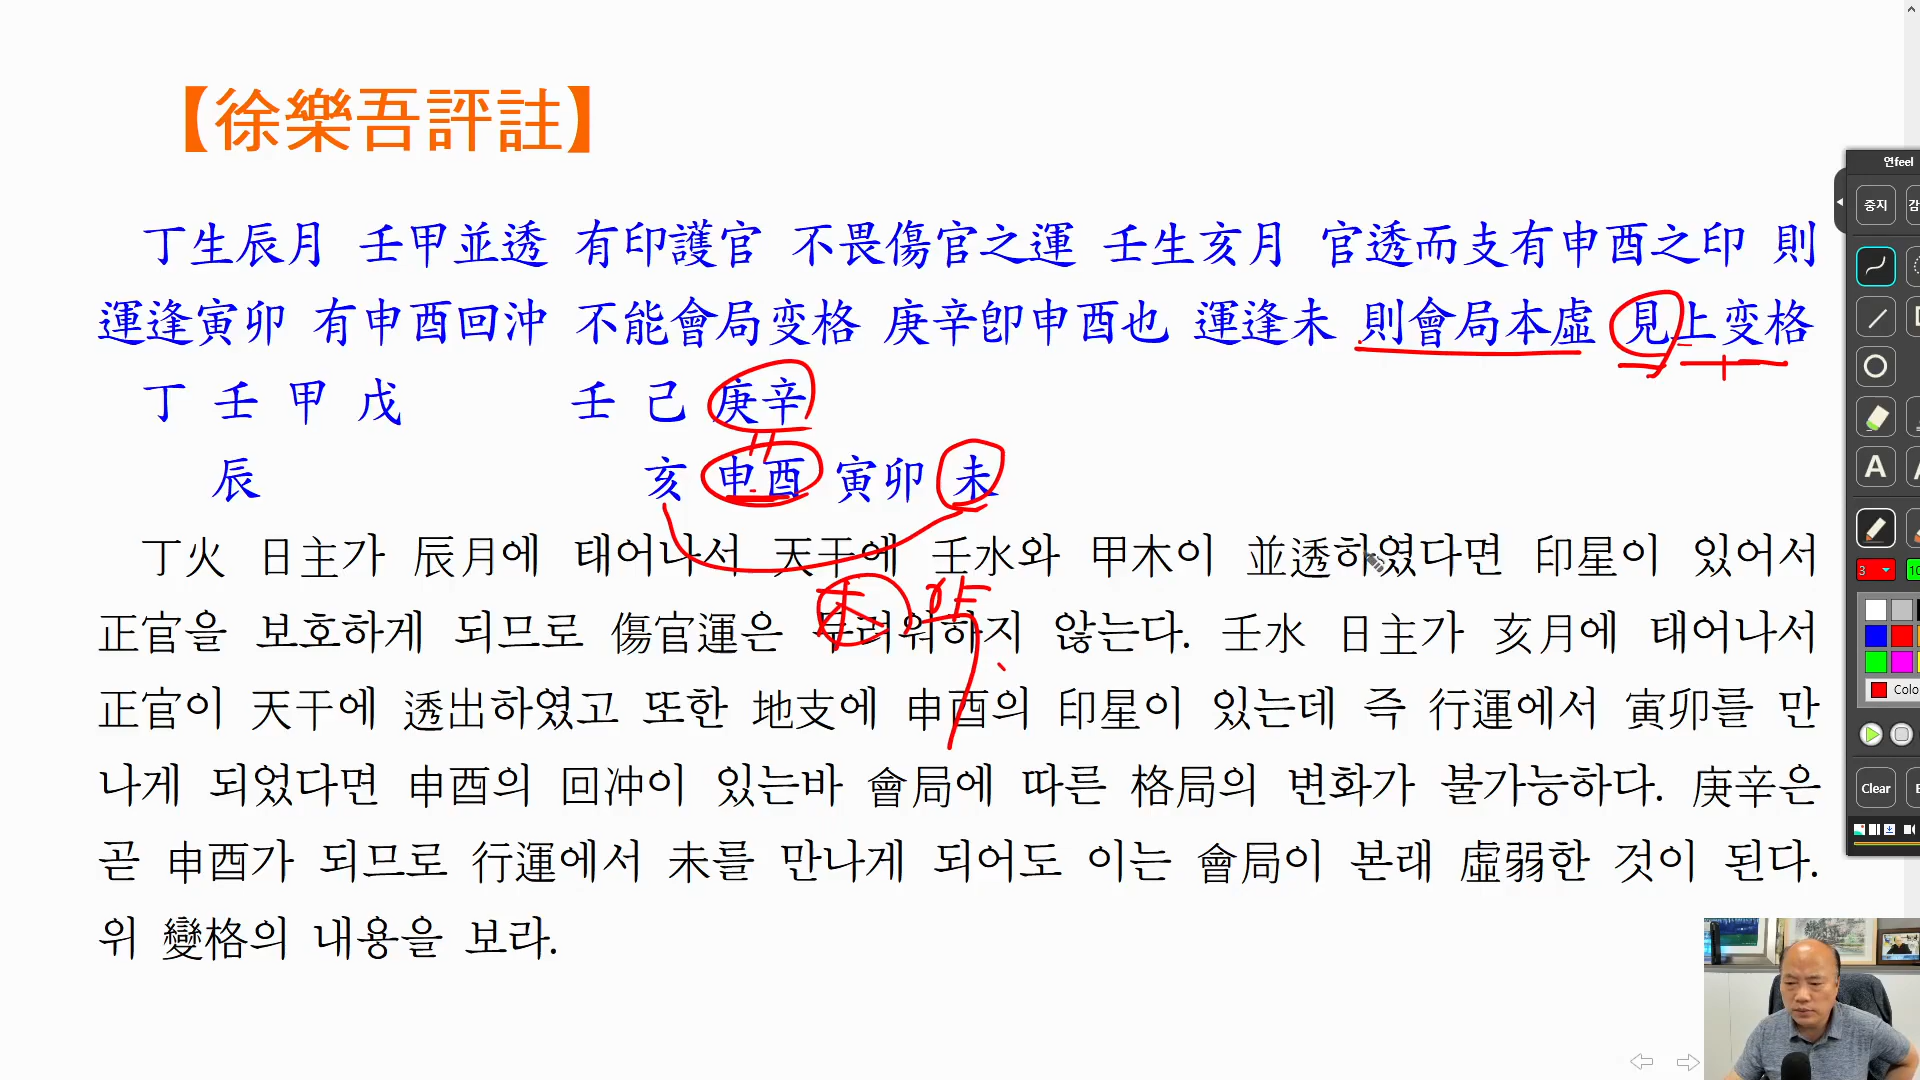 【徐樂吾評註】
丁生辰月 壬甲並透 有印護官 不畏傷官之運 壬生亥月 官透而支有申酉之印 則
運逢寅卯 有申酉回沖 不能會局变格 庚辛卽申酉也 運逢未 則會局本虛 見上变格
丁 壬 甲 戊 壬 己 庚辛
辰 亥 申酉 寅卯 未
丁火 日主가 辰月에 태어나서 天干에 壬水와 甲木이 並透하였다면 印星이 있어서
木
正官을 보호하게 되므로 傷官運은 두려워하지 않는다. 壬水 日主가 亥月에 태어나서
正官이 天干에 透出하였고 또한 地支에 申酉의 印星이 있는데 즉 行運에서 寅卯를 만
나게 되었다면 申酉의 回冲이 있는바 會局에 따른 格局의 변화가 불가능하다. 庚辛은
곧 申酉가 되므로 行運에서 未를 만나게 되어도 이는 會局이 본래 虛弱한 것이 된다.
위 變格의 내용을 보라.
연feel
중지
A
3
10
Colo
Clear